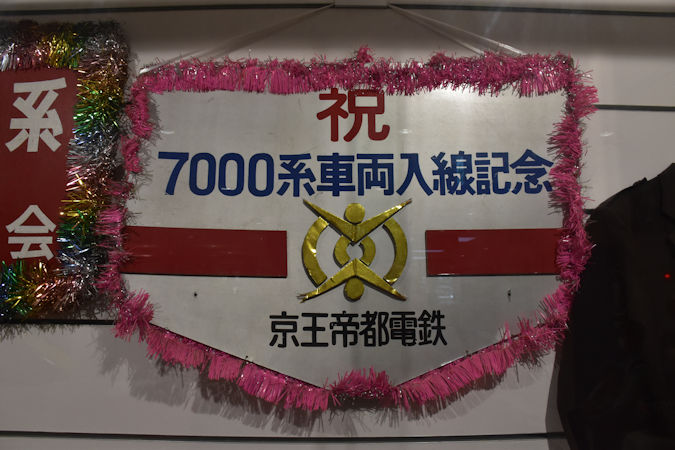 祝
7000系車両入線記念
京王帝都電鉄
系
会